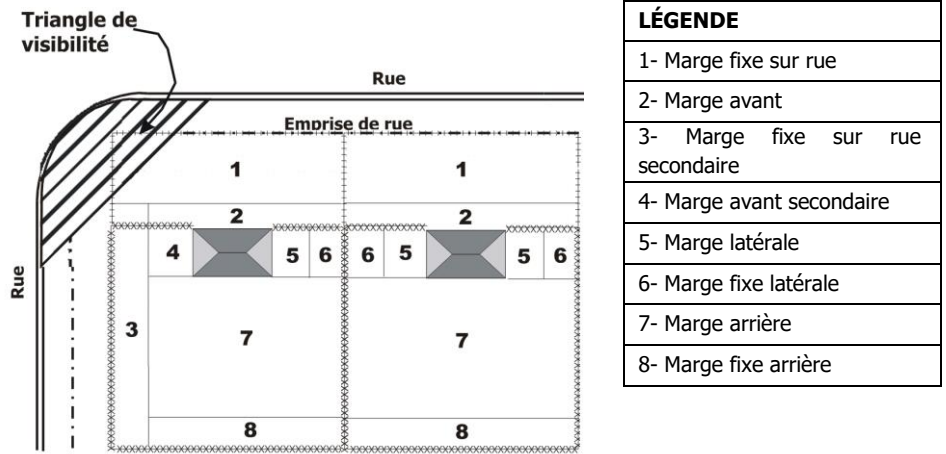 Triangle de
visibilité
Rue
Emprise de rue
1
1
2
2
4
5
6
6
5
5
6
Rue
3
7
7
8
8
LÉGENDE
1- Marge fixe sur rue
2- Marge avant
3- Marge fixe sur rue
secondaire
4- Marge avant secondaire
5- Marge latérale
6- Marge fixe latérale
7- Marge arrière
8- Marge fixe arrière